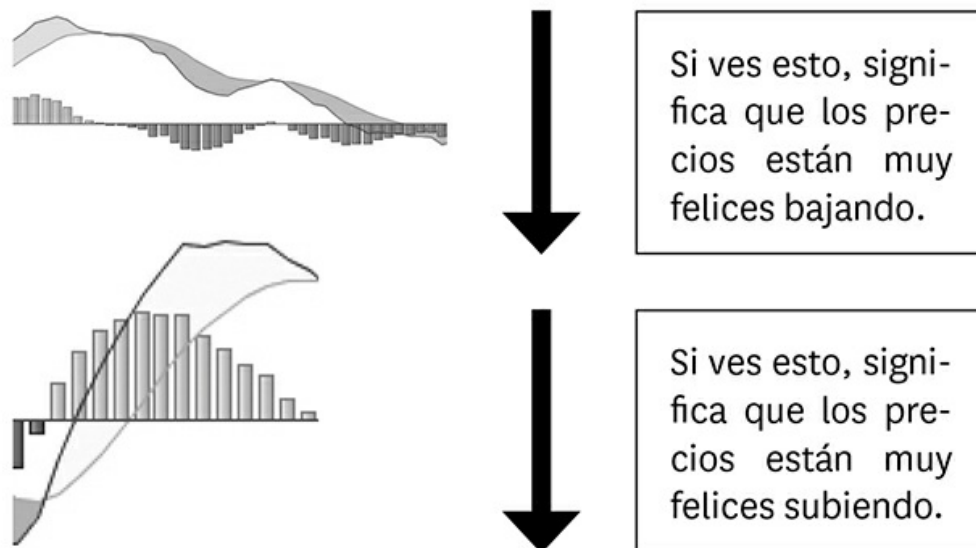 Si ves esto, signi-
fica que los pre-
cios están muy
felices bajando.
Si ves esto, signi-
fica que los pre-
cios están muy
felices subiendo.